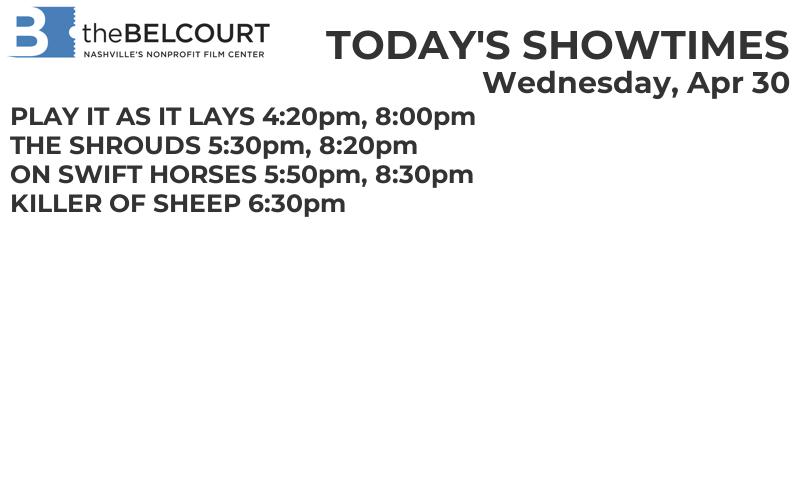 B theBELCOURT
NASHVILLE'S NONPROFIT FILM CENTER
TODAY'S SHOWTIMES
Wednesday, Apr 30
PLAY IT AS IT LAYS 4:20pm, 8:00pm
THE SHROUDS 5:30pm, 8:20pm
ON SWIFT HORSES 5:50pm, 8:30pm
KILLER OF SHEEP 6:30pm